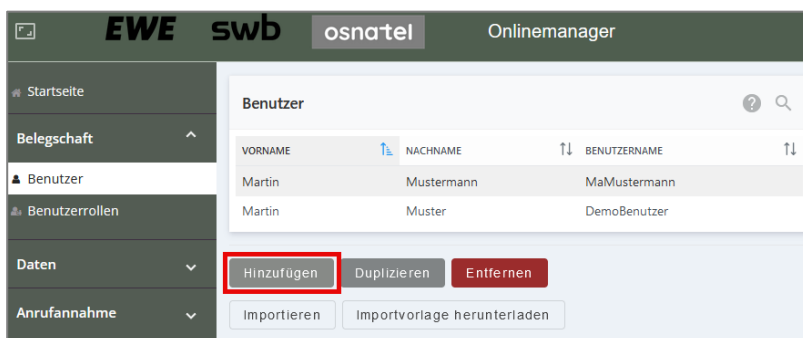 EWE swb osnatel Onlinemanager
Startseite
Belegschaft
Benutzer
Benutzerrollen
Daten
Anrufannahme
Benutzer
VORNAME NACHNAME BENUTZERNAME
Martin Mustermann MaMustermann
Martin Muster DemoBenutzer
Hinzufügen Duplizieren Entfernen
Importieren Importvorlage herunterladen